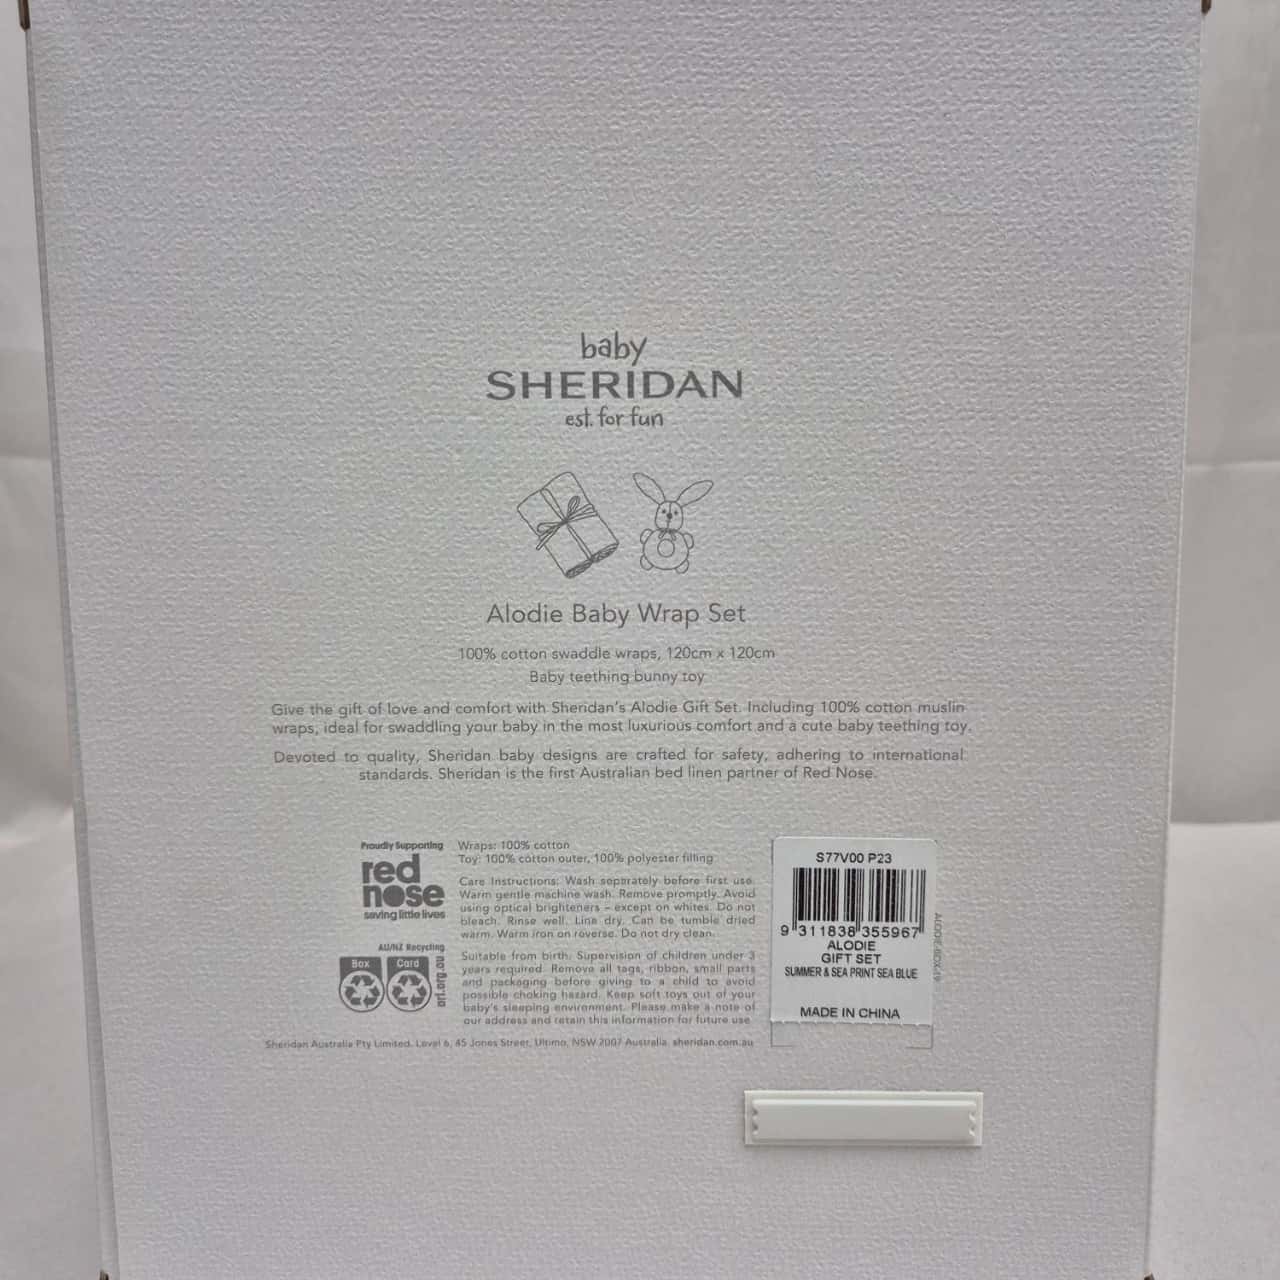 baby
SHERIDAN
est. for fun
Alodie Baby Wrap Set
100% cotton swaddle wraps, 120cm x 120cm
Baby teething bunny toy
Give the gift of love and comfort with Sheridan's Alodie Gift Set. Including 100% cotton muslin
wraps, ideal for swaddling your baby in the most luxurious comfort and a cute baby teething toy.
Devoted to quality, Sheridan baby designs are crafted for safety, adhering to international
standards. Sheridan is the first Australian bed linen partner of Red Nose.
Proudly Supporting
red
nose
saving little lives
AU/NZ Recycling
Box
Card
arl.org.au
Wraps: 100% cotton
Toy: 100% cotton outer, 100% polyester filling
Care Instructions: Wash separately before first use.
Warm gentle machine wash. Remove promptly. Avoid
using optical brighteners – except on whites. Do not
bleach. Rinse well. Line dry. Can be tumble dried
warm. Warm iron on reverse. Do not dry clean.
Suitable from birth. Supervision of children under 3
years required. Remove all tags, ribbon, small parts
and packaging before giving to a child to avoid
possible choking hazard. Keep soft toys out of your
baby's sleeping environment. Please make a note of
our address and retain this information for future use.
Sheridan Australia Pty Limited. Level 6, 45 Jones Street, Ultimo, NSW 2007 Australia. sheridan.com.au
S77V00 P23
9 311838 355967
ALODIE
GIFT SET
SUMMER & SEA PRINT SEA BLUE
MADE IN CHINA